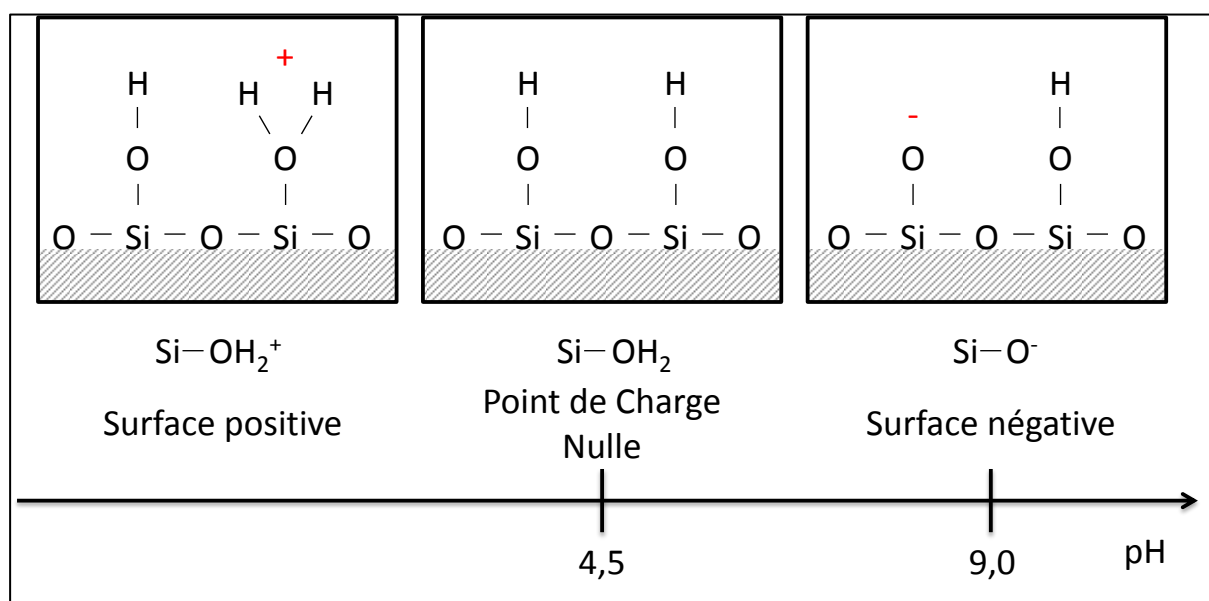 +
H H H
O O
O – Si – O – Si – O
H H
O O
O – Si – O – Si – O
H
-
O O
O – Si – O – Si – O
Si–OH₂⁺
Surface positive
Si–OH₂
Point de Charge
Nulle
Si–O⁻
Surface négative
4,5
9,0
pH